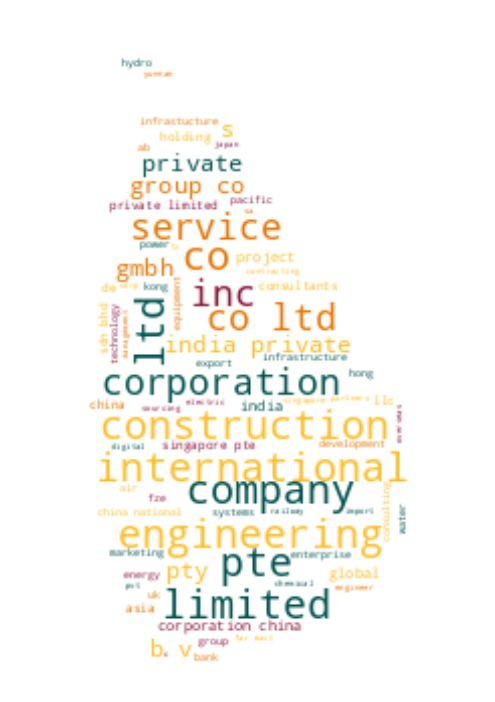 hydro
yunnan
infrastucture
holding s
ab japan
private
group co
private limited pacific
service
power
co project
gmbh contracting
de corp kong equipment consultants
inc
ltd co ltd
sdn bhd technology management
india private
export infrastructure
corporation hong
china sourcing electric india singapore partners llc
construction services
digital singapore pte development
international
air company
fze consulting
china national systems railway import water
engineering
marketing pte enterprise
energy pty global
pvt chemical engineer
uk limited
asia
corporation china
b. v group far east
bank